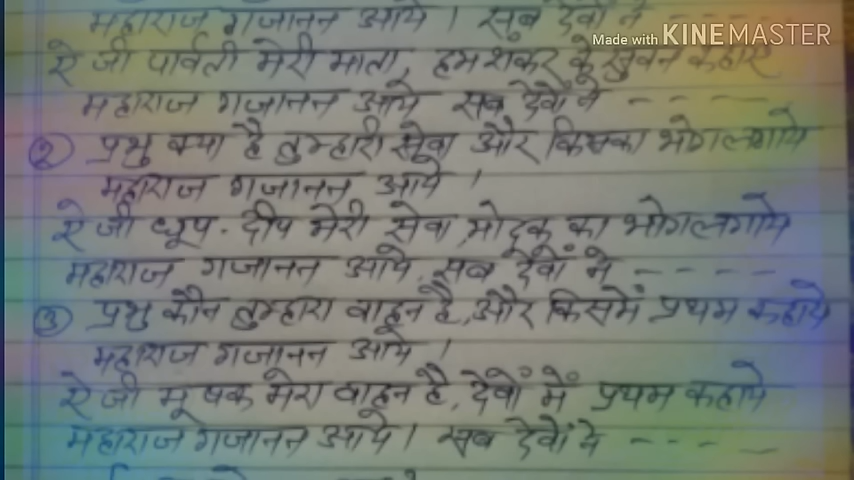 महाराज गजानन आये । सब देवों ने - - - -
Made with KINEMASTER
ऐ जी पार्वती मेरी माता, हम शंकर के सुवन कहाए
महाराज गजानन आये सब देवों ने - - - -
② प्रभु क्या है तुम्हारी सेवा और किसका भोग लगाये
महाराज गजानन आये ।
ऐ जी धूप - दीप मेरी सेवा, मोदक का भोग लगाये
महाराज गजानन आये, सब देवों ने - - - - -
③ प्रभु कौन तुम्हारा वाहन है, और किसमें प्रथम कहाये
महाराज गजानन आये ।
ऐ जी मूषक मेरा वाहन है, देवों में प्रथम कहाये
महाराज गजानन आये । सब देवों ने - - - -